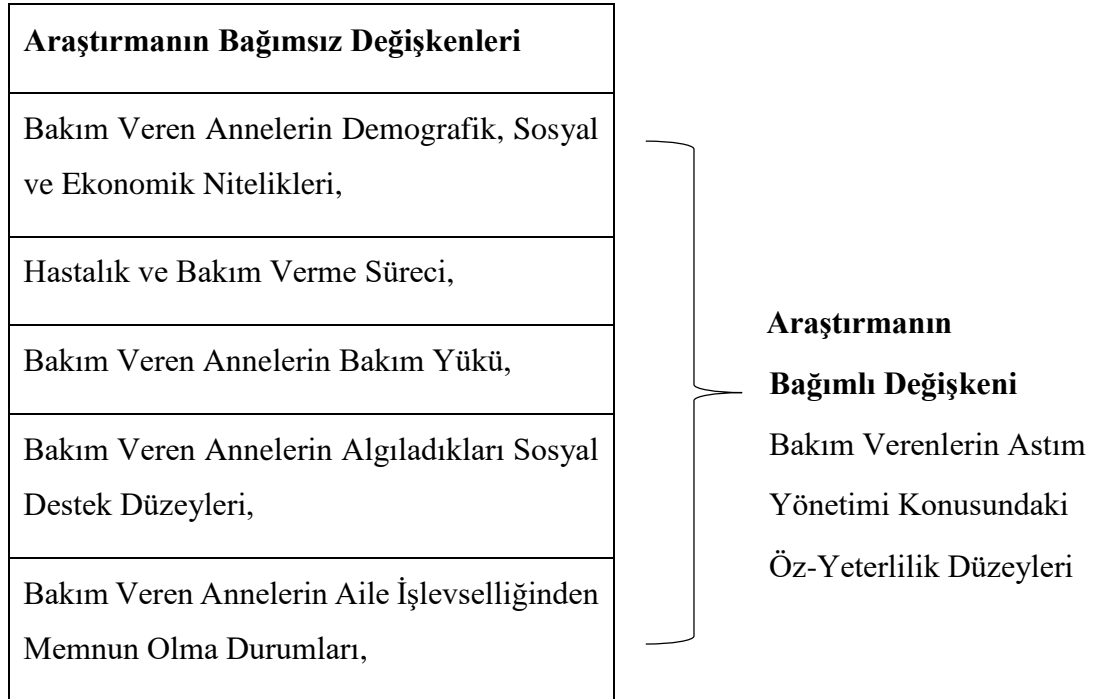 Araştırmanın Bağımsız Değişkenleri
Bakım Veren Annelerin Demografik, Sosyal
ve Ekonomik Nitelikleri,
Hastalık ve Bakım Verme Süreci,
Bakım Veren Annelerin Bakım Yükü,
Bakım Veren Annelerin Algıladıkları Sosyal
Destek Düzeyleri,
Bakım Veren Annelerin Aile İşlevselliğinden
Memnun Olma Durumları,
Araştırmanın
Bağımlı Değişkeni
Bakım Verenlerin Astım
Yönetimi Konusundaki
Öz-Yeterlilik Düzeyleri